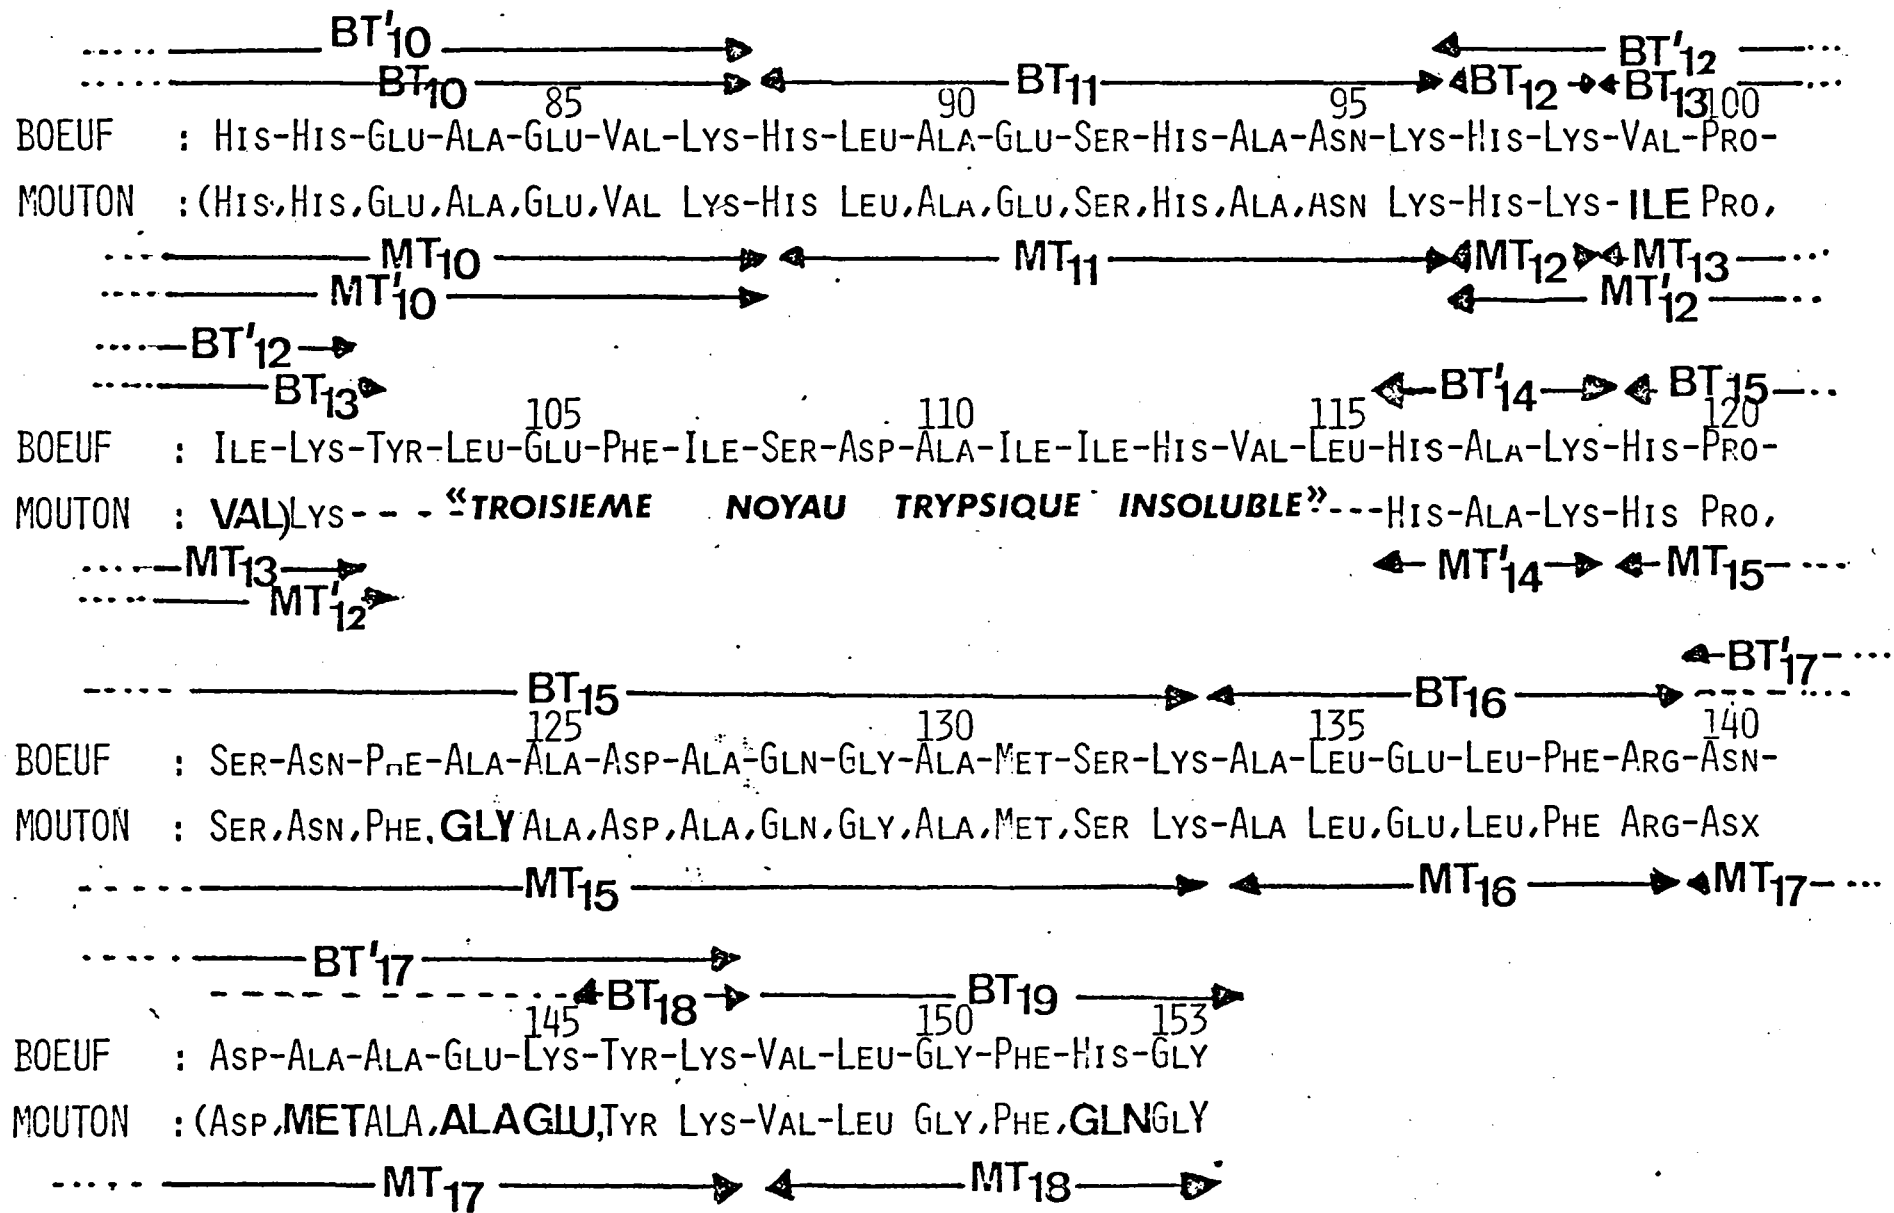 BT'10 BT'12
BT10 BT11 BT12 BT13
85 90 95 100
BOEUF : HIS-HIS-GLU-ALA-GLU-VAL-LYS-HIS-LEU-ALA-GLU-SER-HIS-ALA-ASN-LYS-HIS-LYS-VAL-PRO-
MOUTON :(HIS,HIS,GLU,ALA,GLU,VAL LYS-HIS LEU,ALA,GLU,SER,HIS,ALA,ASN LYS-HIS-LYS-ILE PRO,
MT10 MT11 MT12 MT13
MT'10 MT'12
BT'12
BT13 BT'14 BT15
105 110 115 120
BOEUF : ILE-LYS-TYR-LEU-GLU-PHE-ILE-SER-ASP-ALA-ILE-ILE-HIS-VAL-LEU-HIS-ALA-LYS-HIS-PRO-
MOUTON : VAL)LYS---- "TROISIEME NOYAU TRYPSIQUE INSOLUBLE"---HIS-ALA-LYS-HIS PRO,
MT13 MT'14 MT15
MT'12
BT'17
BT15 BT16
125 130 135 140
BOEUF : SER-ASN-PHE-ALA-ALA-ASP-ALA-GLN-GLY-ALA-MET-SER-LYS-ALA-LEU-GLU-LEU-PHE-ARG-ASN-
MOUTON : SER,ASN,PHE,GLY ALA,ASP,ALA,GLN,GLY,ALA,MET,SER LYS-ALA LEU,GLU,LEU,PHE ARG-ASX
MT15 MT16 MT17
BT'17
BT18 BT19
145 150 153
BOEUF : ASP-ALA-ALA-GLU-LYS-TYR-LYS-VAL-LEU-GLY-PHE-HIS-GLY
MOUTON :(ASP,METALA,ALAGLU,TYR LYS-VAL-LEU GLY,PHE,GLNGLY
MT17 MT18